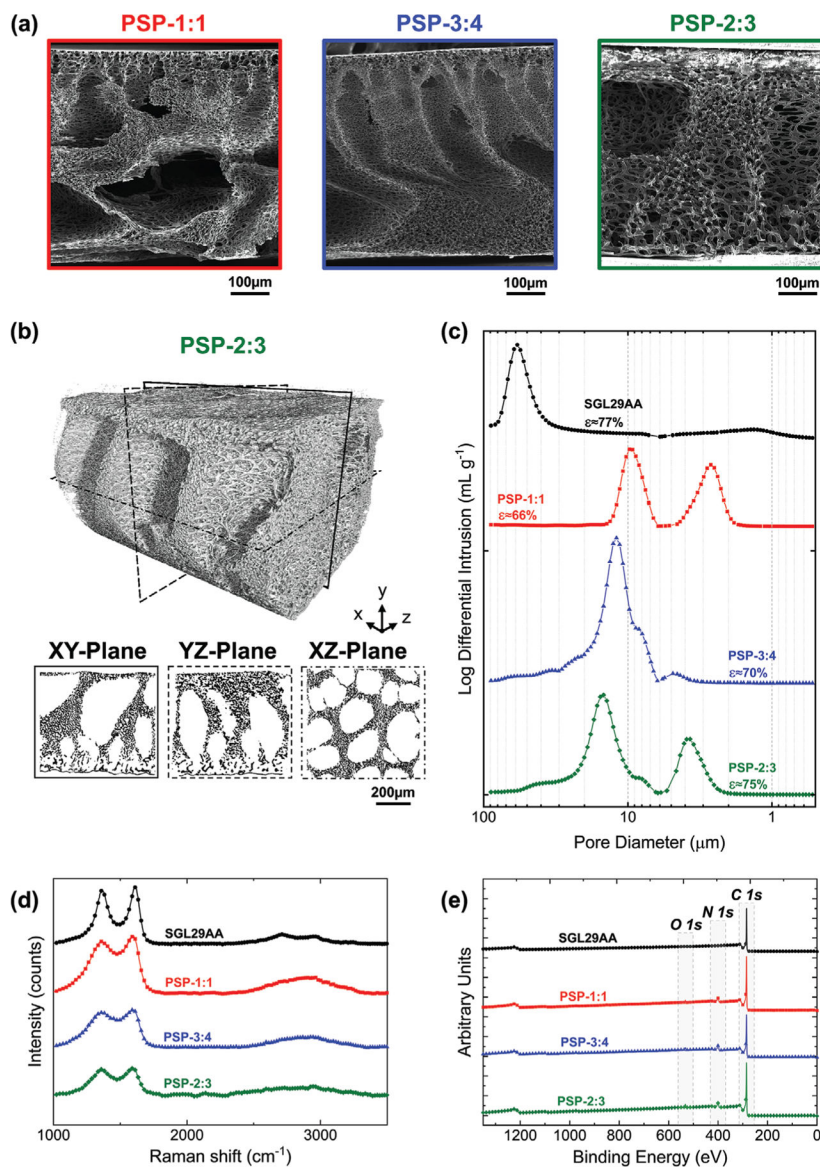 (a)
PSP-1:1
PSP-3:4
PSP-2:3
100μm
100μm
100μm
(b)
PSP-2:3
y
x
z
XY-Plane
YZ-Plane
XZ-Plane
200μm
(c)
SGL29AA
ε≈77%
PSP-1:1
ε≈66%
PSP-3:4
ε≈70%
PSP-2:3
ε≈75%
Log Differential Intrusion (mL g⁻¹)
100
10
1
Pore Diameter (μm)
(d)
SGL29AA
PSP-1:1
PSP-3:4
PSP-2:3
Intensity (counts)
1000
2000
3000
Raman shift (cm⁻¹)
(e)
O 1s
N 1s
C 1s
SGL29AA
PSP-1:1
PSP-3:4
PSP-2:3
Arbitrary Units
1200
1000
800
600
400
200
0
Binding Energy (eV)